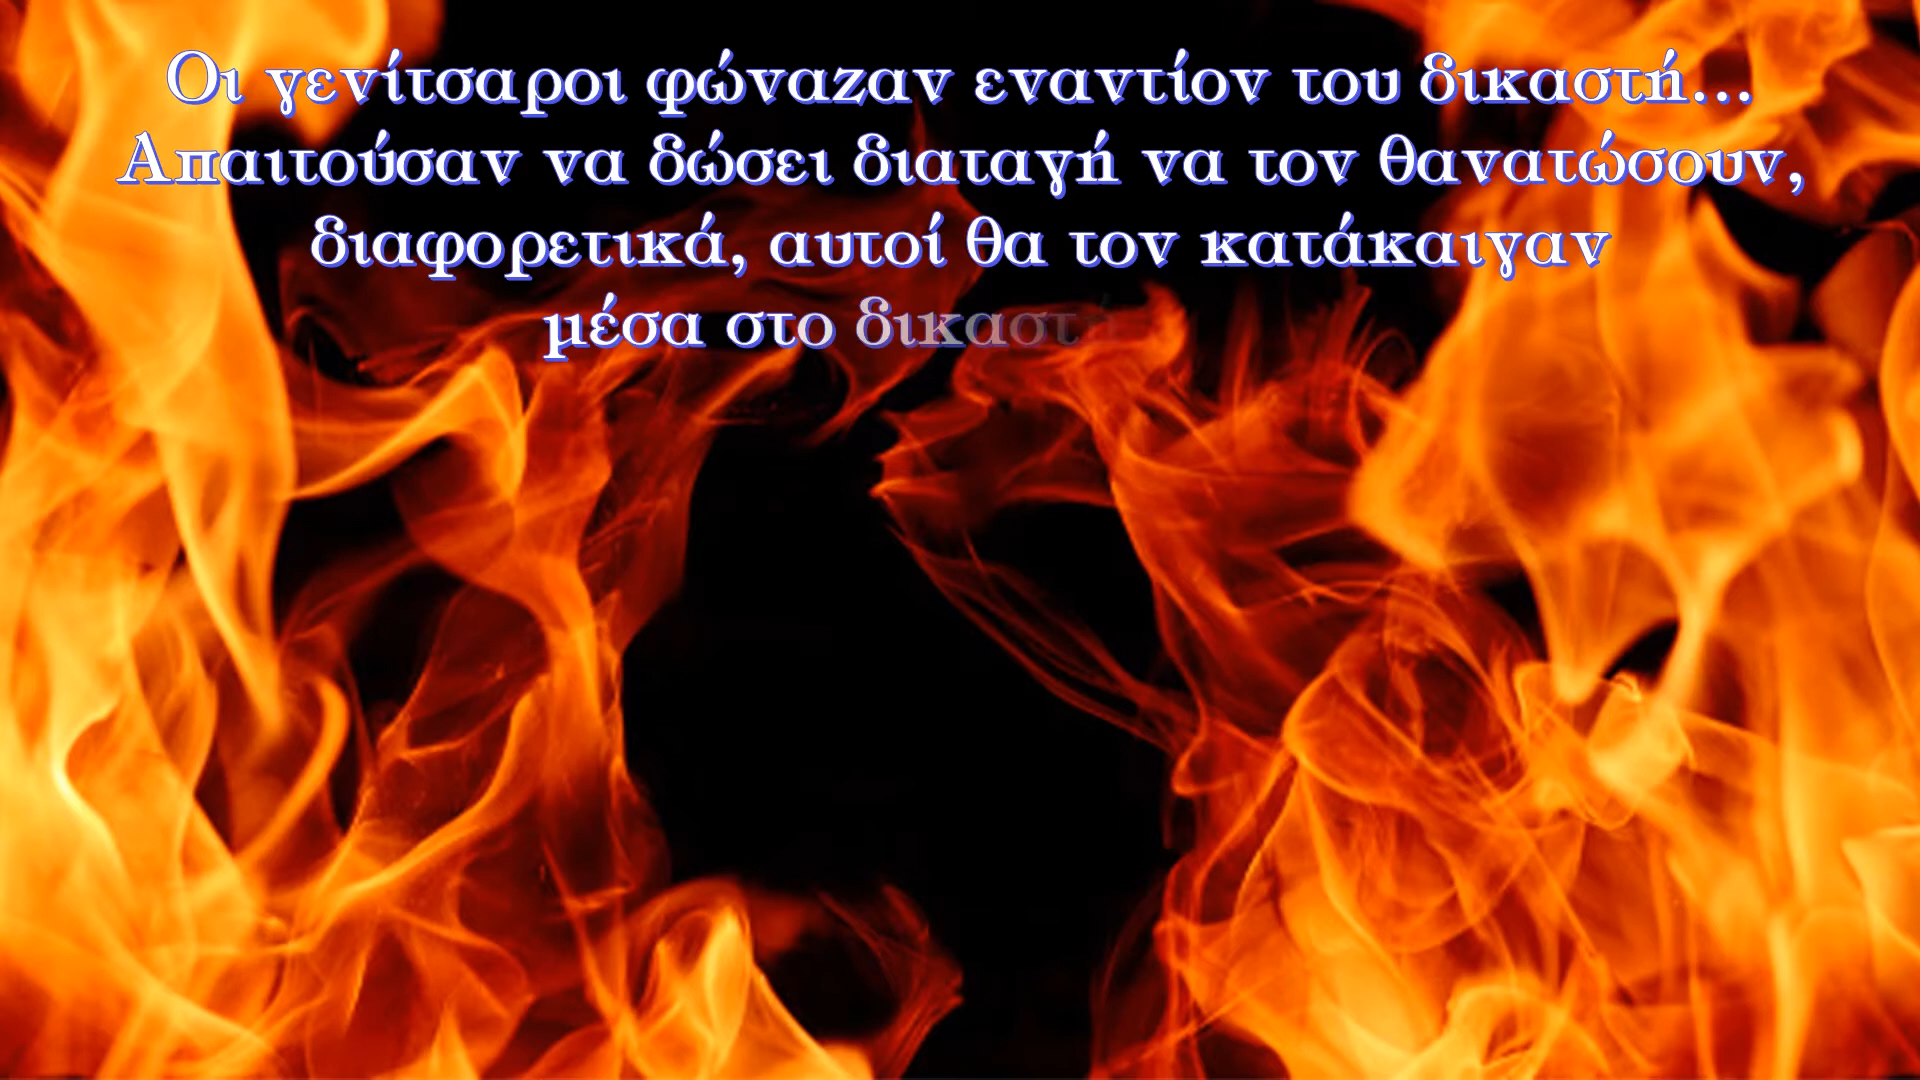 Οι γενίτσαροι φώναζαν εναντίον του δικαστή...
Απαιτούσαν να δώσει διαταγή να τον θανατώσουν,
διαφορετικά, αυτοί θα τον κατάκαιγαν
μέσα στο